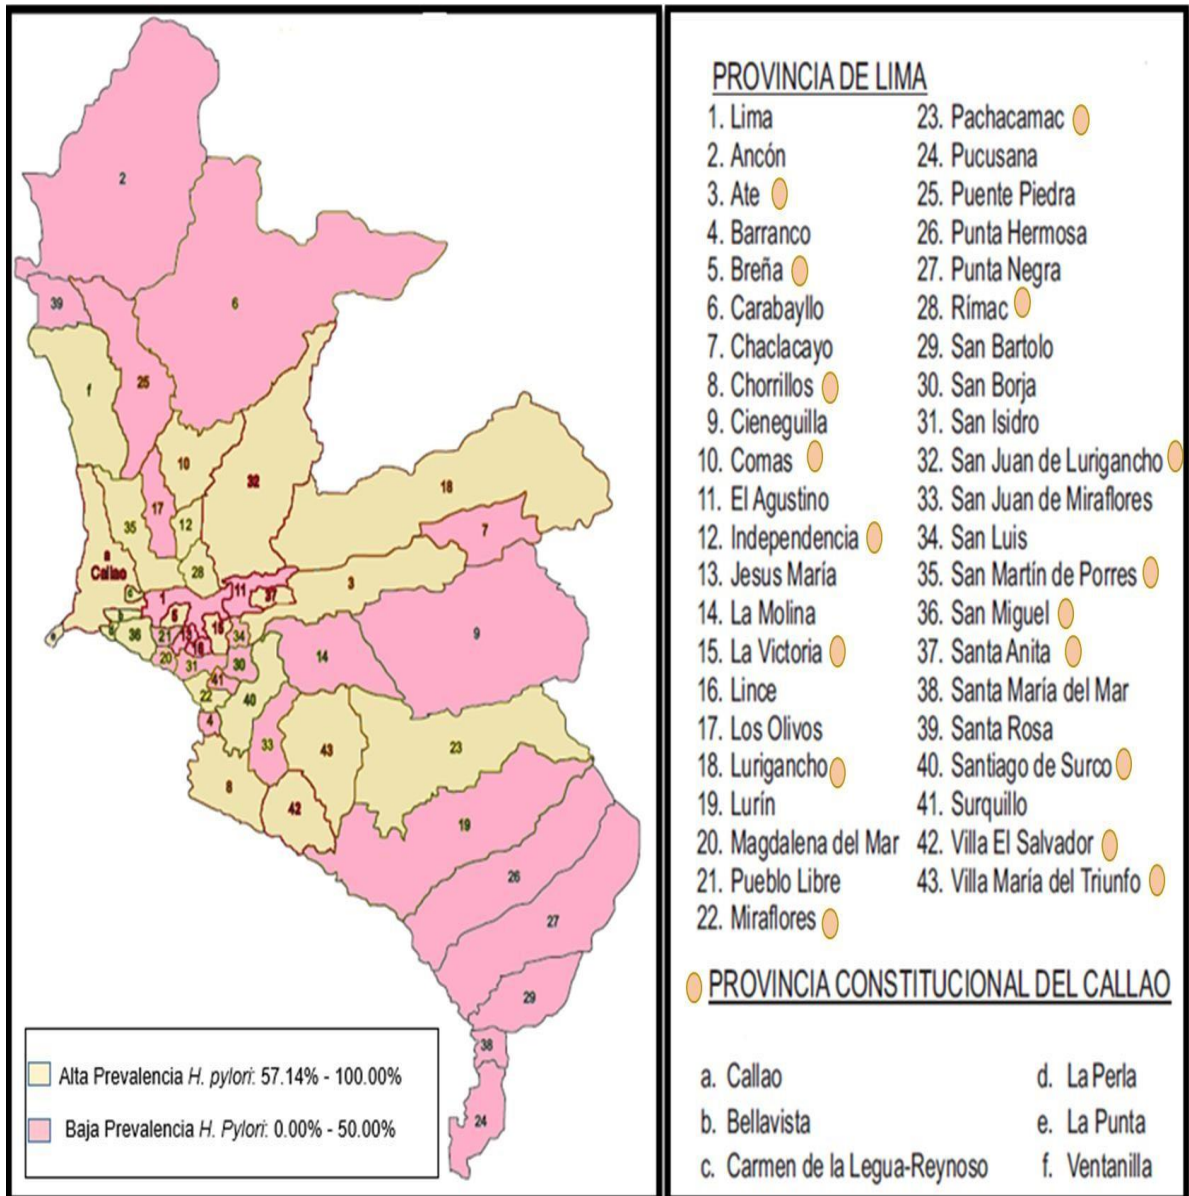 2
39
6
f
25
10
32
18
17
12
35
7
a
Callao
28
3
c
1
11
37
5
9
b
15
e
36
21
13
34
16
14
20
31
30
41
22
40
4
33
43
23
8
42
19
26
27
29
38
24
Alta Prevalencia H. pylori: 57.14% - 100.00%
Baja Prevalencia H. Pylori: 0.00% - 50.00%
PROVINCIA DE LIMA
1. Lima
2. Ancón
3. Ate
4. Barranco
5. Breña
6. Carabayllo
7. Chaclacayo
8. Chorrillos
9. Cieneguilla
10. Comas
11. El Agustino
12. Independencia
13. Jesus María
14. La Molina
15. La Victoria
16. Lince
17. Los Olivos
18. Lurigancho
19. Lurín
20. Magdalena del Mar
21. Pueblo Libre
22. Miraflores
23. Pachacamac
24. Pucusana
25. Puente Piedra
26. Punta Hermosa
27. Punta Negra
28. Rímac
29. San Bartolo
30. San Borja
31. San Isidro
32. San Juan de Lurigancho
33. San Juan de Miraflores
34. San Luis
35. San Martín de Porres
36. San Miguel
37. Santa Anita
38. Santa María del Mar
39. Santa Rosa
40. Santiago de Surco
41. Surquillo
42. Villa El Salvador
43. Villa María del Triunfo
PROVINCIA CONSTITUCIONAL DEL CALLAO
a. Callao
b. Bellavista
c. Carmen de la Legua-Reynoso
d. La Perla
e. La Punta
f. Ventanilla